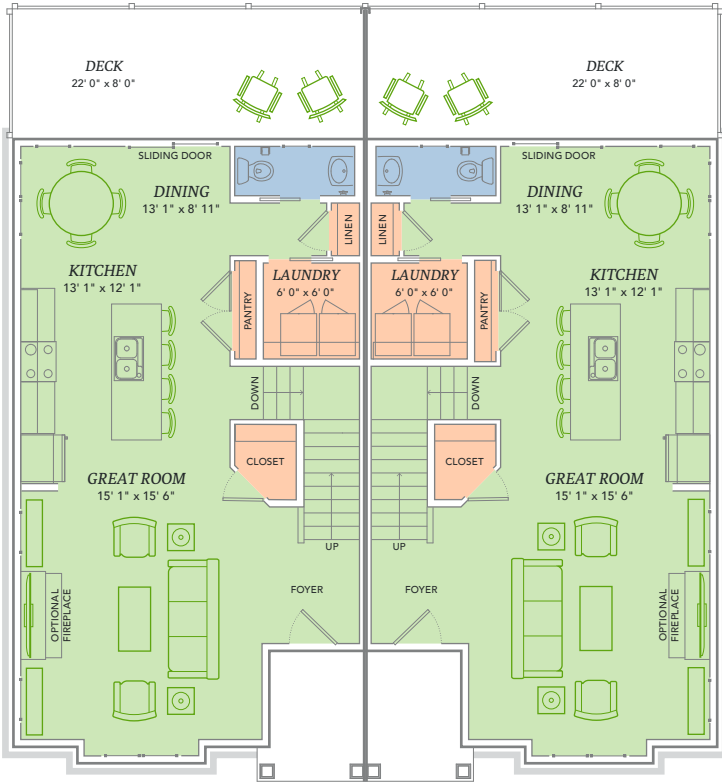 DECK
22' 0" x 8' 0"
DECK
22' 0" x 8' 0"
SLIDING DOOR
SLIDING DOOR
DINING
13' 1" x 8' 11"
DINING
13' 1" x 8' 11"
LINEN
LINEN
KITCHEN
13' 1" x 12' 1"
LAUNDRY
6' 0" x 6' 0"
LAUNDRY
6' 0" x 6' 0"
KITCHEN
13' 1" x 12' 1"
PANTRY
PANTRY
DOWN
DOWN
CLOSET
CLOSET
GREAT ROOM
15' 1" x 15' 6"
GREAT ROOM
15' 1" x 15' 6"
UP
UP
FOYER
FOYER
OPTIONAL
FIREPLACE
OPTIONAL
FIREPLACE